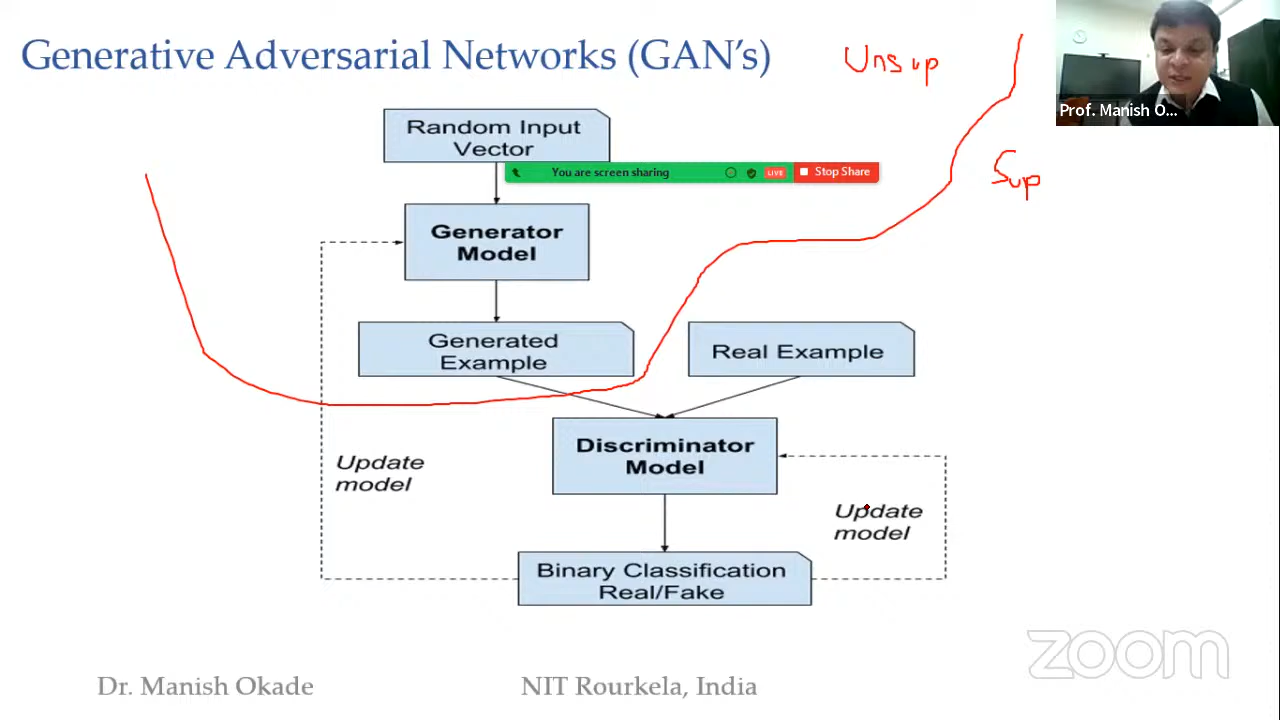 Generative Adversarial Networks (GAN's)
Unsup
Prof. Manish O...
Random Input
Vector
You are screen sharing
LIVE
Stop Share
Sup
Generator
Model
Generated
Example
Real Example
Discriminator
Model
Update
model
Update
model
Binary Classification
Real/Fake
zoom
Dr. Manish Okade
NIT Rourkela, India